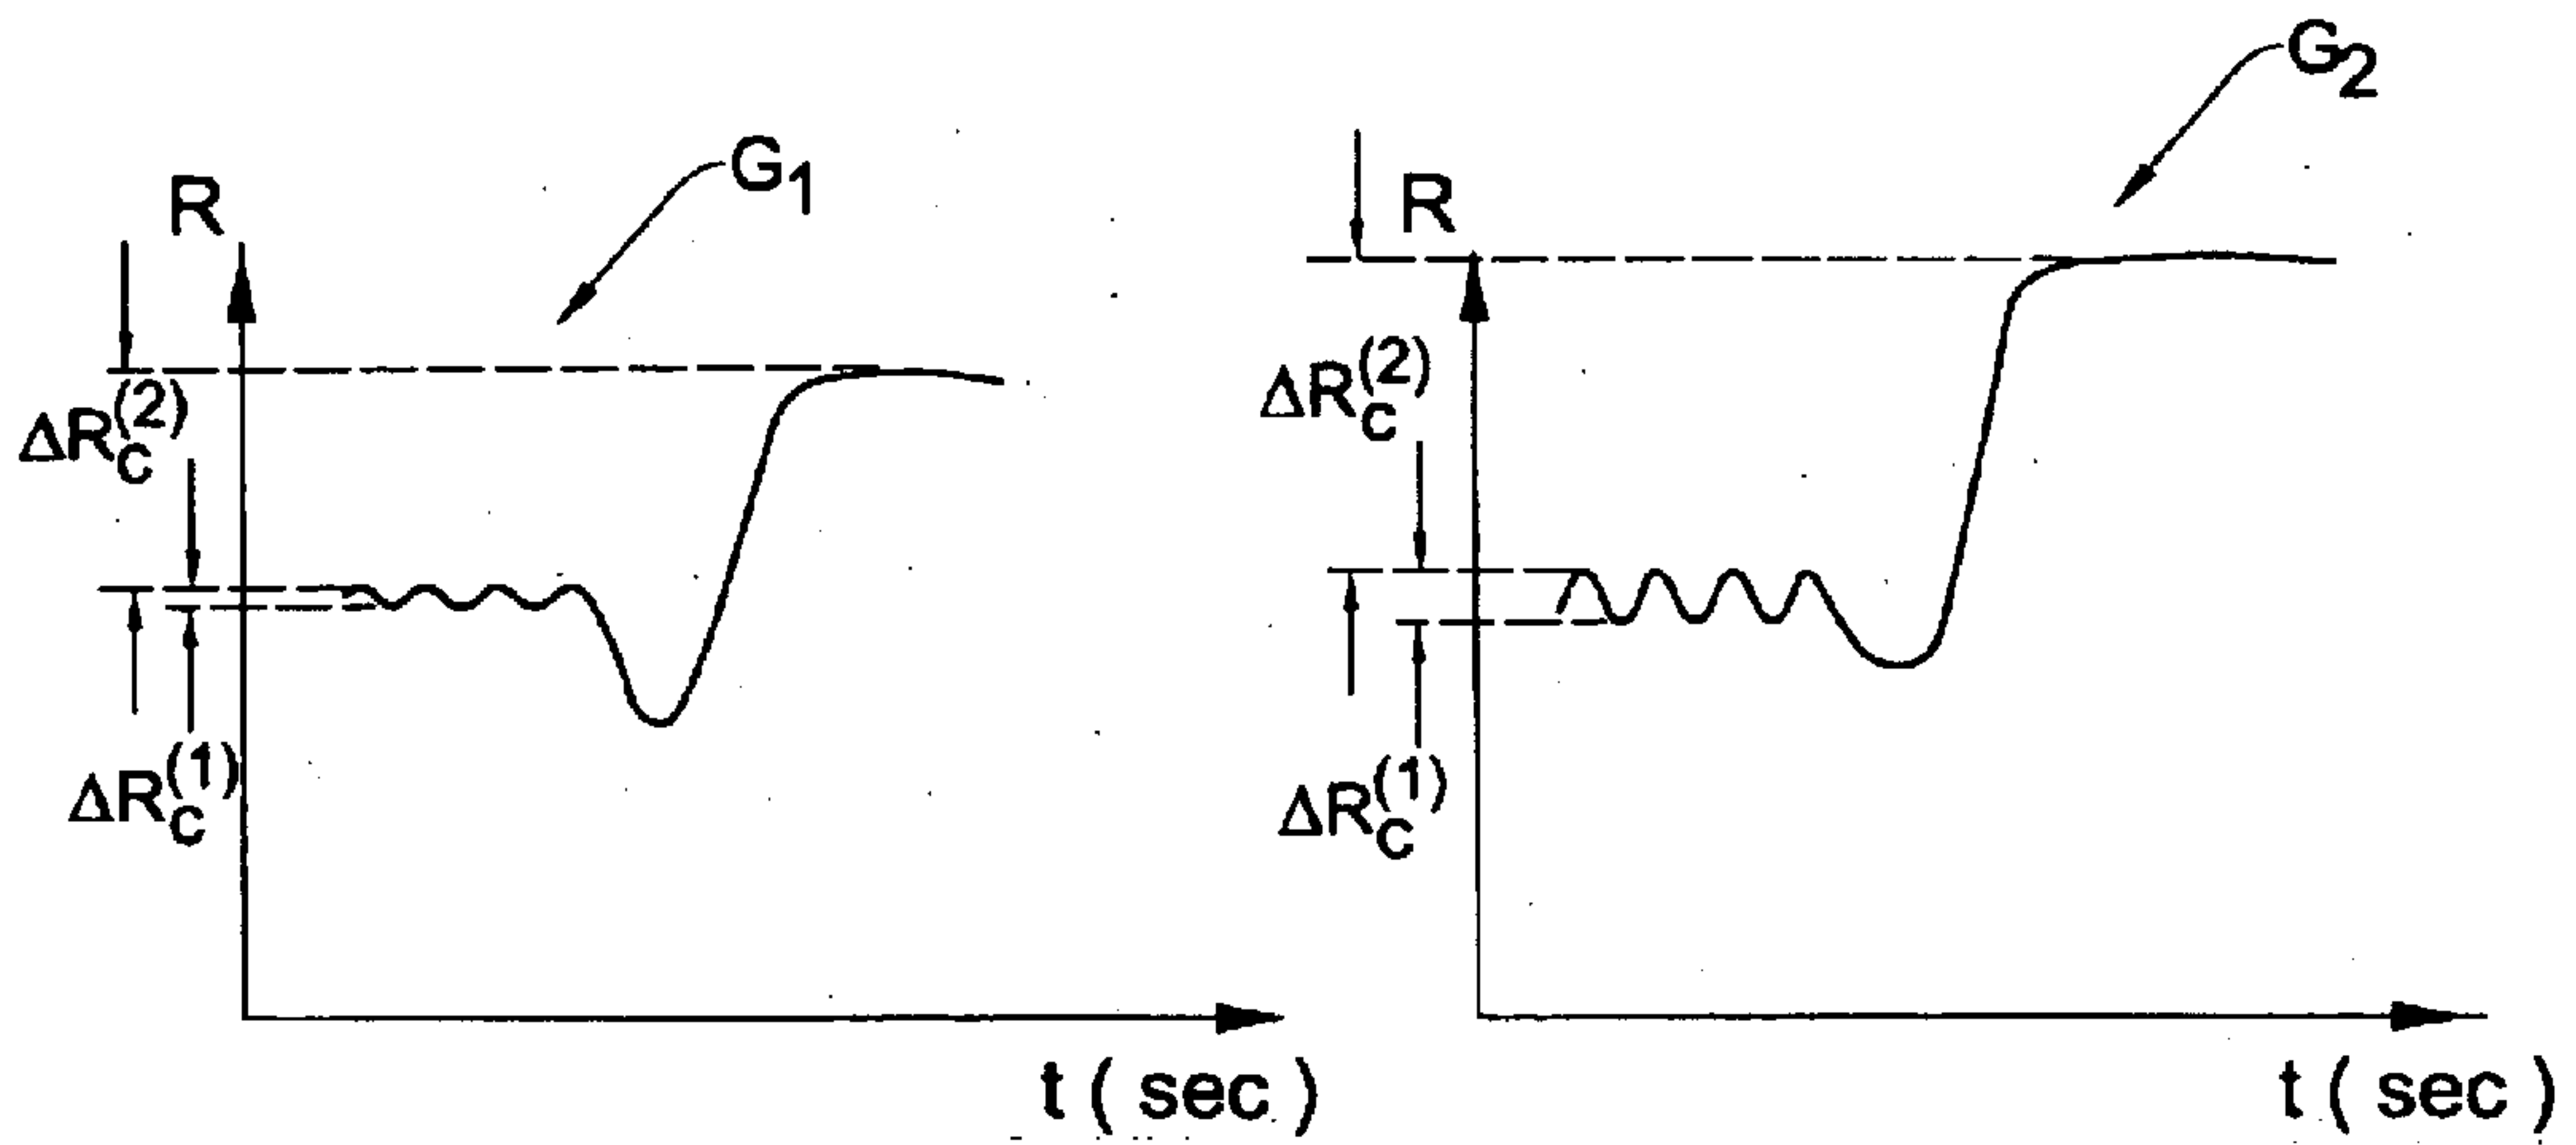 G1
R
ΔRc(2)
ΔRc(1)
t ( sec )
G2
R
ΔRc(2)
ΔRc(1)
t ( sec )